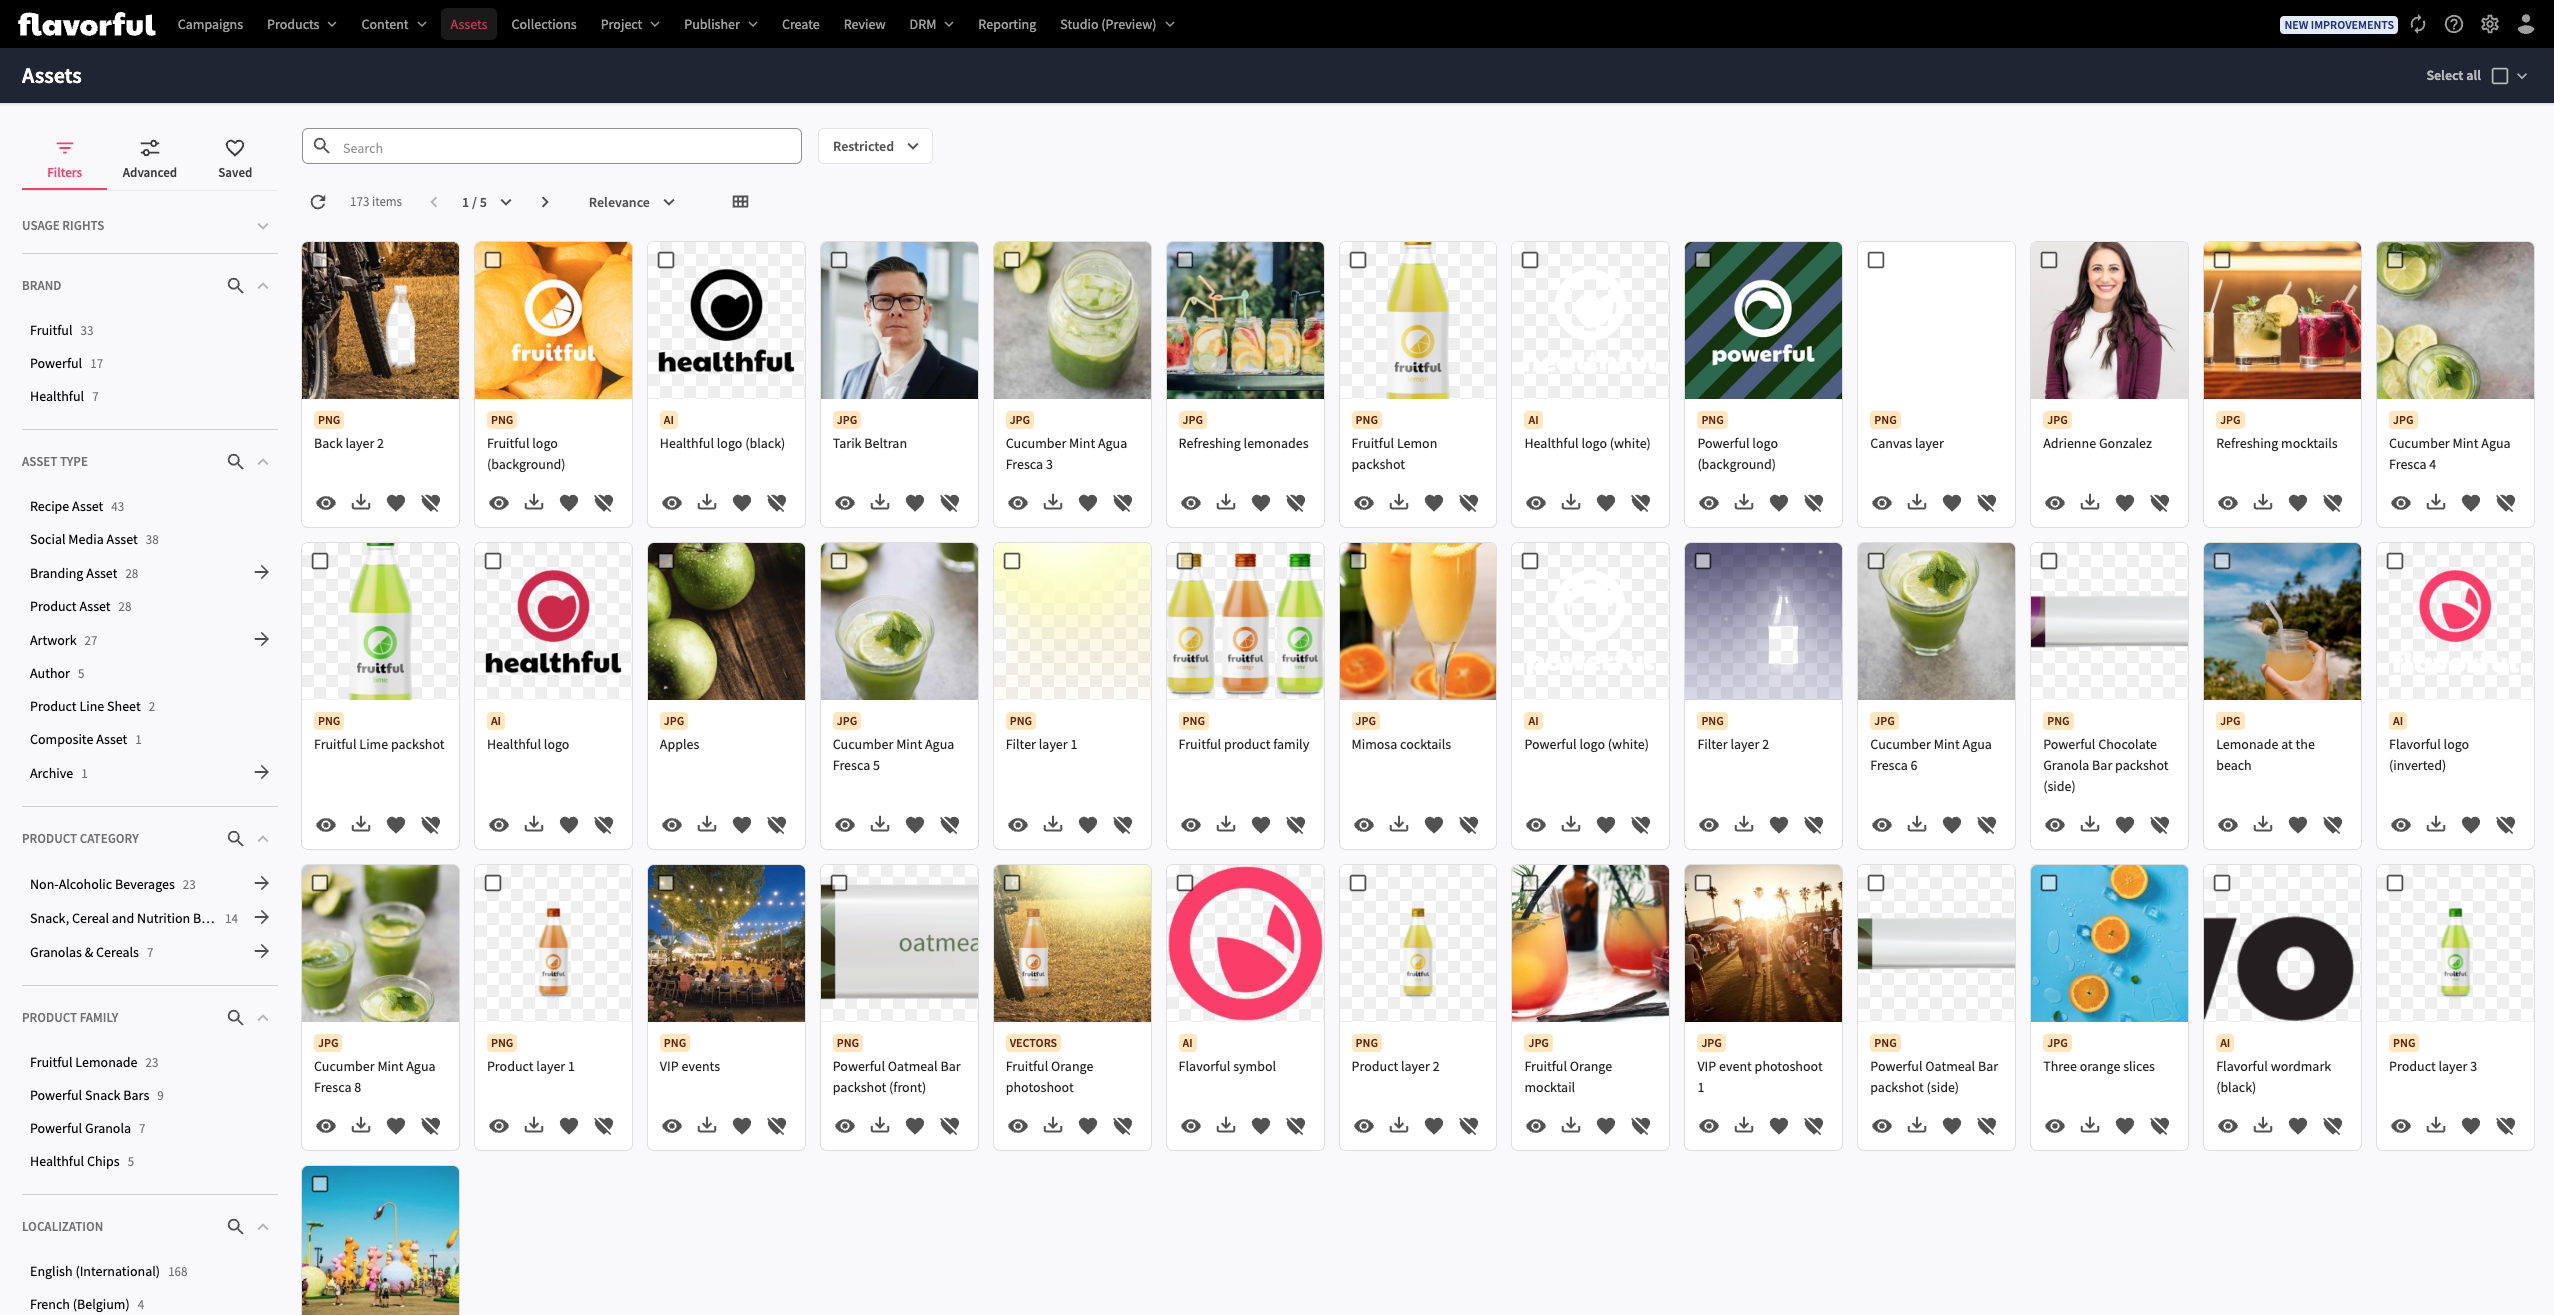 flavorful Campaigns Products Content Assets Collections Project Publisher Create Review DRM Reporting Studio (Preview) NEW IMPROVEMENTS
Assets Select all
Filters Advanced Saved
Search Restricted
173 items 1 / 5 Relevance
USAGE RIGHTS
BRAND
Fruitful 33
Powerful 17
Healthful 7
ASSET TYPE
Recipe Asset 43
Social Media Asset 38
Branding Asset 28
Product Asset 28
Artwork 27
Author 5
Product Line Sheet 2
Composite Asset 1
Archive 1
PRODUCT CATEGORY
Non-Alcoholic Beverages 23
Snack, Cereal and Nutrition B... 14
Granolas & Cereals 7
PRODUCT FAMILY
Fruitful Lemonade 23
Powerful Snack Bars 9
Powerful Granola 7
Healthful Chips 5
LOCALIZATION
English (International) 168
French (Belgium) 4
fruitful
healthful
fruitful
lemon
powerful
PNG PNG AI JPG JPG JPG PNG AI PNG PNG JPG JPG JPG
Back layer 2
Fruitful logo
(background)
Healthful logo (black)
Tarik Beltran
Cucumber Mint Agua
Fresca 3
Refreshing lemonades
Fruitful Lemon
packshot
Healthful logo (white)
Powerful logo
(background)
Canvas layer
Adrienne Gonzalez
Refreshing mocktails
Cucumber Mint Agua
Fresca 4
fruitful
lime
healthful
fruitful fruitful fruitful
PNG AI JPG JPG PNG PNG JPG AI PNG JPG PNG JPG AI
Fruitful Lime packshot
Healthful logo
Apples
Cucumber Mint Agua
Fresca 5
Filter layer 1
Fruitful product family
Mimosa cocktails
Powerful logo (white)
Filter layer 2
Cucumber Mint Agua
Fresca 6
Powerful Chocolate
Granola Bar packshot
(side)
Lemonade at the
beach
Flavorful logo
(inverted)
fruitful
oatmea
fruitful
fruitful
vo
fruitful
JPG PNG PNG PNG VECTORS AI PNG JPG JPG PNG JPG AI PNG
Cucumber Mint Agua
Fresca 8
Product layer 1
VIP events
Powerful Oatmeal Bar
packshot (front)
Fruitful Orange
photoshoot
Flavorful symbol
Product layer 2
Fruitful Orange
mocktail
VIP event photoshoot
1
Powerful Oatmeal Bar
packshot (side)
Three orange slices
Flavorful wordmark
(black)
Product layer 3